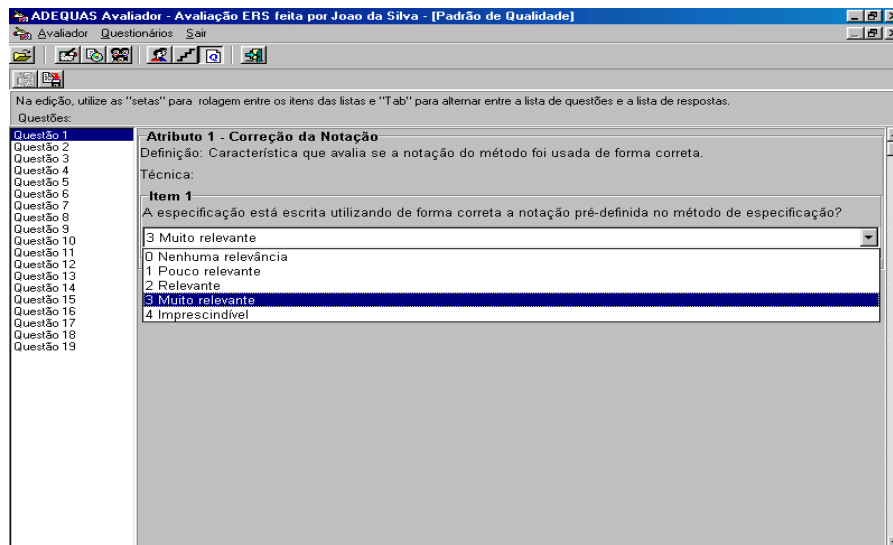 ADEQUAS Avaliador - Avaliação ERS feita por Joao da Silva - [Padrão de Qualidade]
Avaliador Questionários Sair
Na edição, utilize as "setas" para rolagem entre os itens das listas e "Tab" para alternar entre a lista de questões e a lista de respostas.
Questões:
Questão 1
Questão 2
Questão 3
Questão 4
Questão 5
Questão 6
Questão 7
Questão 8
Questão 9
Questão 10
Questão 11
Questão 12
Questão 13
Questão 14
Questão 15
Questão 16
Questão 17
Questão 18
Questão 19
Atributo 1 - Correção da Notação
Definição: Característica que avalia se a notação do método foi usada de forma correta.
Técnica:
Item 1
A especificação está escrita utilizando de forma correta a notação pré-definida no método de especificação?
3 Muito relevante
0 Nenhuma relevância
1 Pouco relevante
2 Relevante
3 Muito relevante
4 Imprescindível